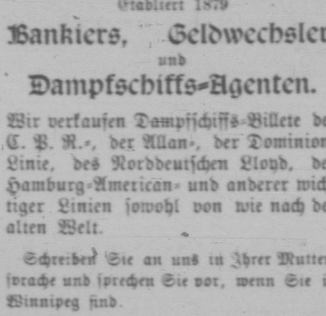 Etabliert 1879
Bankiers, Geldwechsler
und
Dampfschiffs-Agenten.
Wir verkaufen Dampfschiffs-Billete de
C. P. R.-, der Allan-, der Dominion
Linie, des Norddeutschen Lloyd, de
Hamburg-American- und anderer wich
tiger Linien sowohl von wie nach de
alten Welt.
Schreiben Sie an uns in Ihrer Mutter
sprache und sprechen Sie vor, wenn Sie i
Winnipeg sind.